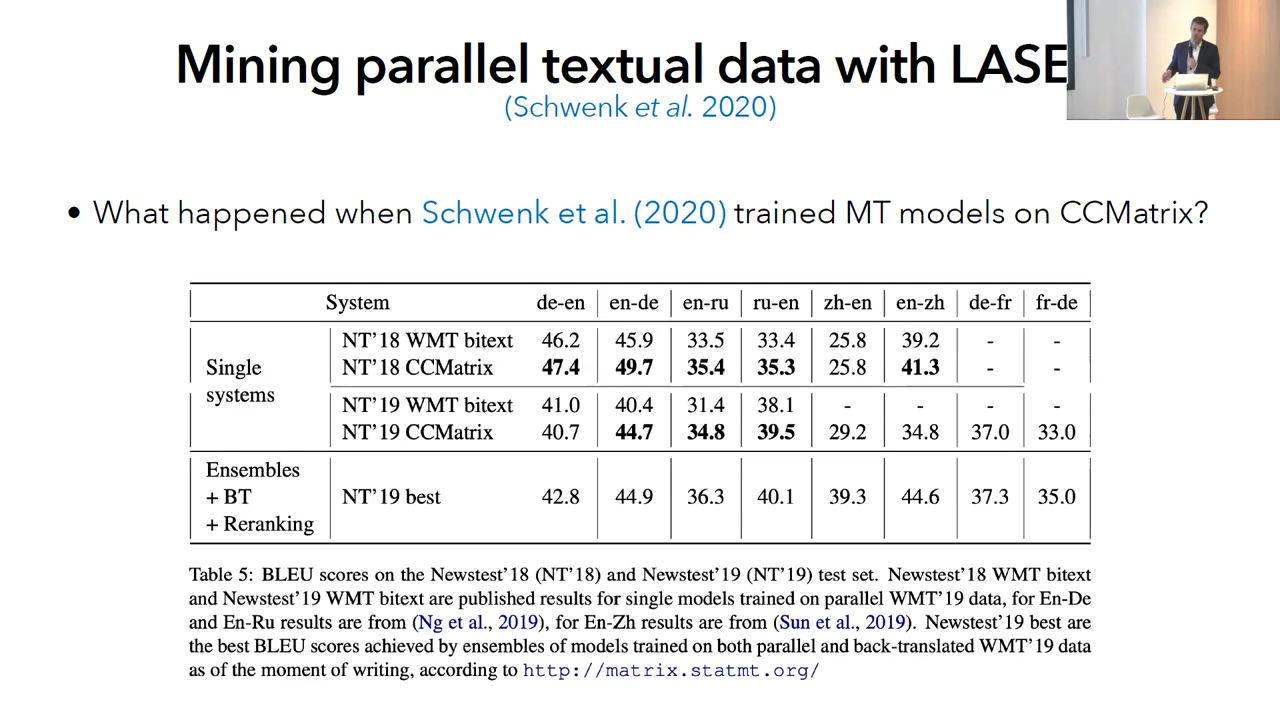 Mining parallel textual data with LASE
(Schwenk et al. 2020)
• What happened when Schwenk et al. (2020) trained MT models on CCMatrix?
System de-en en-de en-ru ru-en zh-en en-zh de-fr fr-de
Single systems
NT'18 WMT bitext 46.2 45.9 33.5 33.4 25.8 39.2 - -
NT'18 CCMatrix 47.4 49.7 35.4 35.3 25.8 41.3 - -
NT'19 WMT bitext 41.0 40.4 31.4 38.1 - - - -
NT'19 CCMatrix 40.7 44.7 34.8 39.5 29.2 34.8 37.0 33.0
Ensembles
+ BT
+ Reranking
NT'19 best 42.8 44.9 36.3 40.1 39.3 44.6 37.3 35.0
Table 5: BLEU scores on the Newstest'18 (NT'18) and Newstest'19 (NT'19) test set. Newstest'18 WMT bitext
and Newstest'19 WMT bitext are published results for single models trained on parallel WMT'19 data, for En-De
and En-Ru results are from (Ng et al., 2019), for En-Zh results are from (Sun et al., 2019). Newstest'19 best are
the best BLEU scores achieved by ensembles of models trained on both parallel and back-translated WMT'19 data
as of the moment of writing, according to http://matrix.statmt.org/